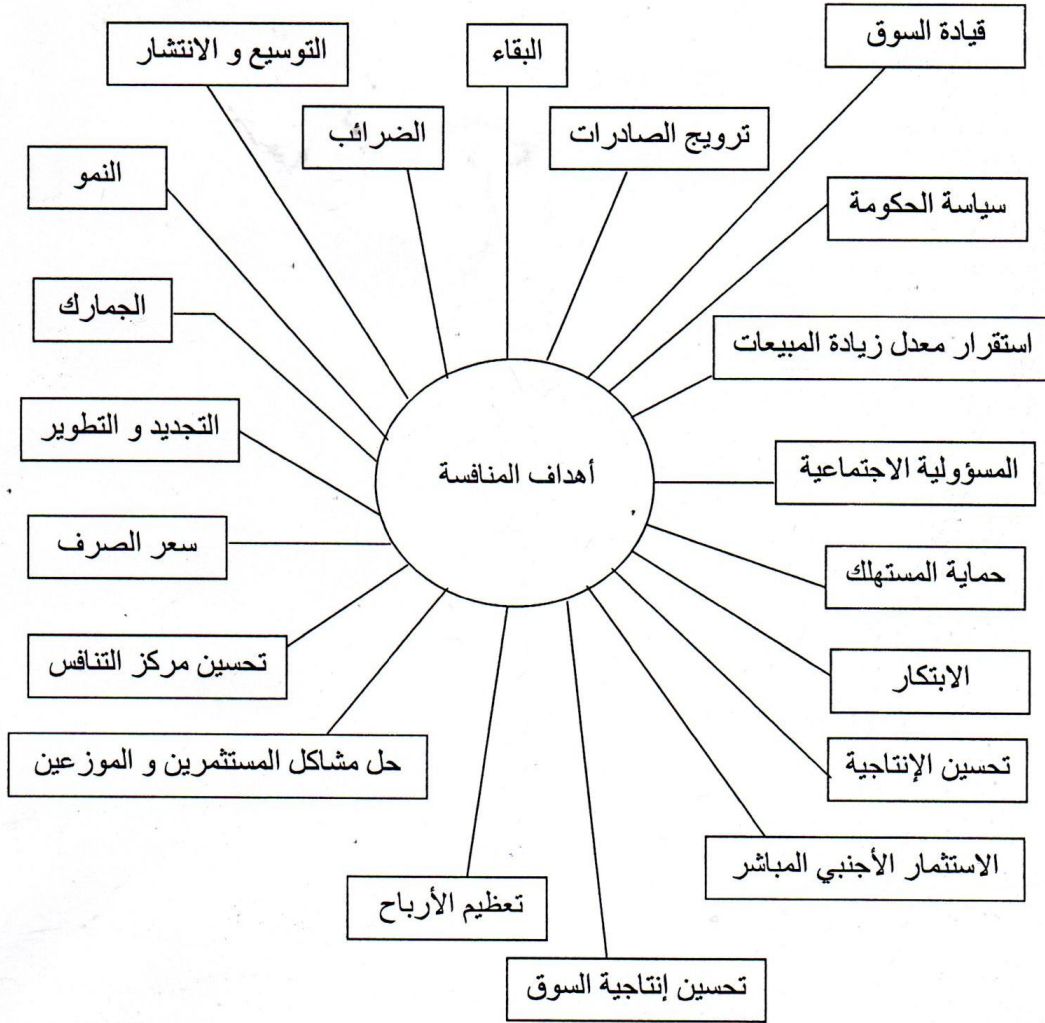 قيادة السوق
البقاء
التوسيع و الانتشار
ترويج الصادرات
الضرائب
النمو
سياسة الحكومة
الجمارك
استقرار معدل زيادة المبيعات
التجديد و التطوير
المسؤولية الاجتماعية
أهداف المنافسة
سعر الصرف
حماية المستهلك
تحسين مركز التنافس
الابتكار
حل مشاكل المستثمرين و الموزعين
تحسين الإنتاجية
الاستثمار الأجنبي المباشر
تعظيم الأرباح
تحسين إنتاجية السوق